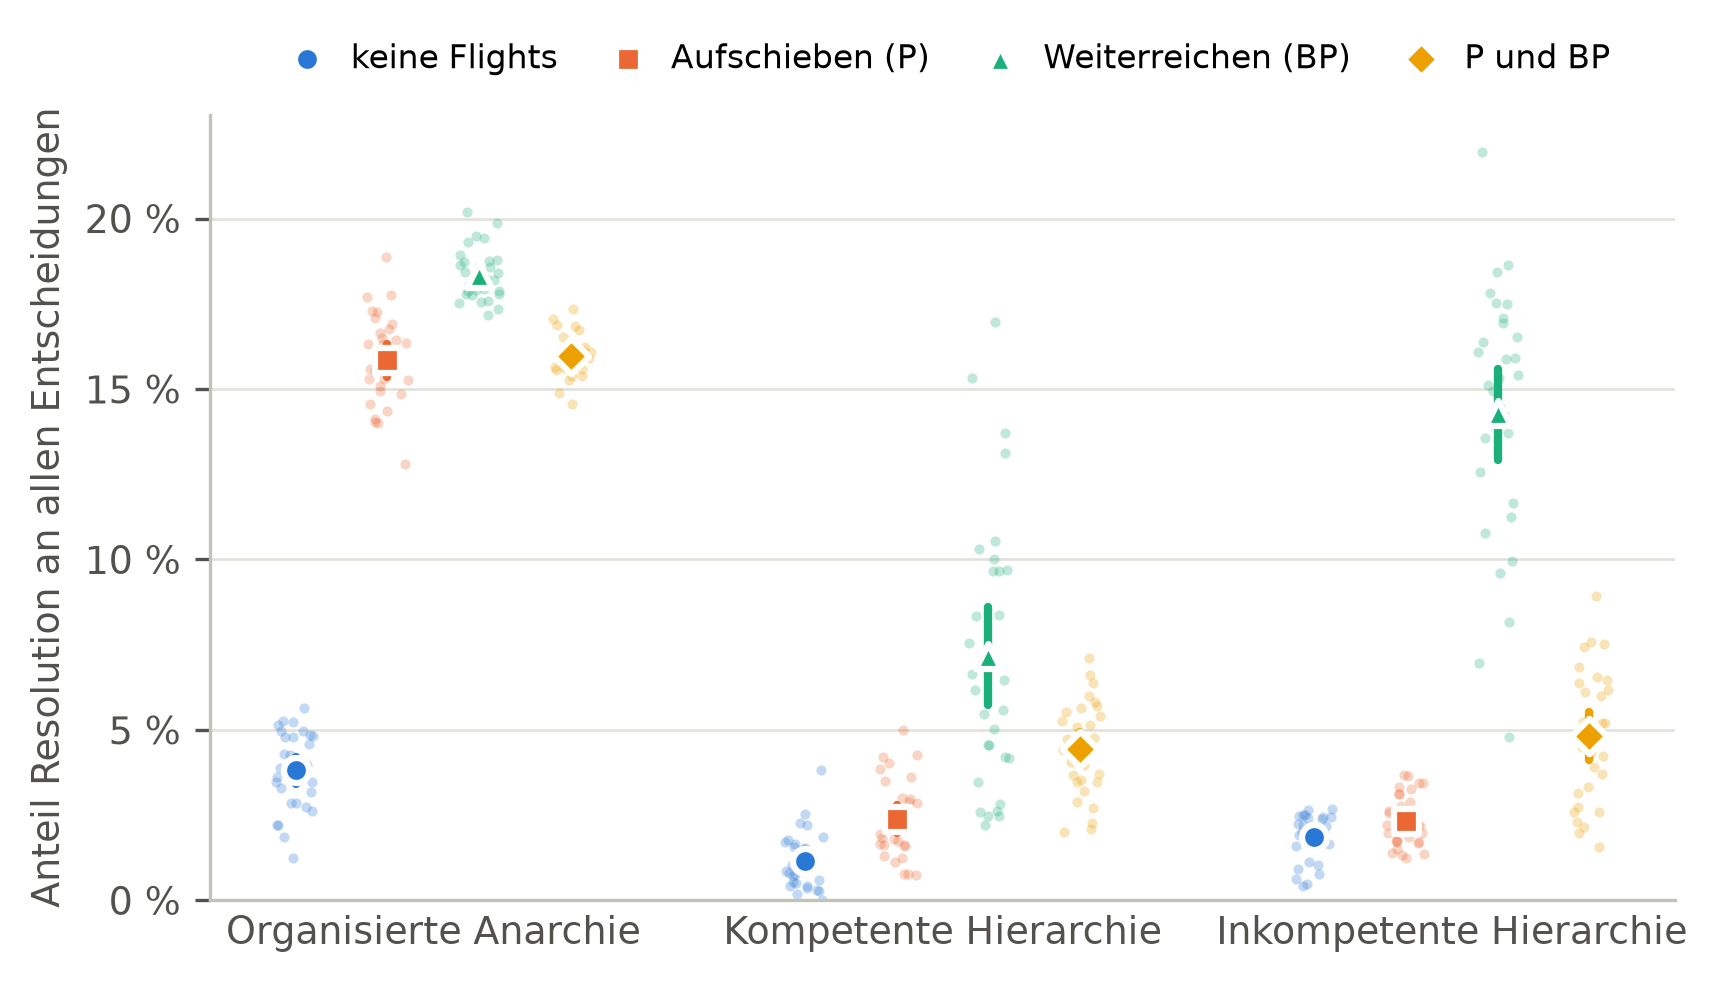 keine Flights Aufschieben (P) Weiterreichen (BP) P und BP
Anteil Resolution an allen Entscheidungen
20 %
15 %
10 %
5 %
0 %
Organisierte Anarchie Kompetente Hierarchie Inkompetente Hierarchie